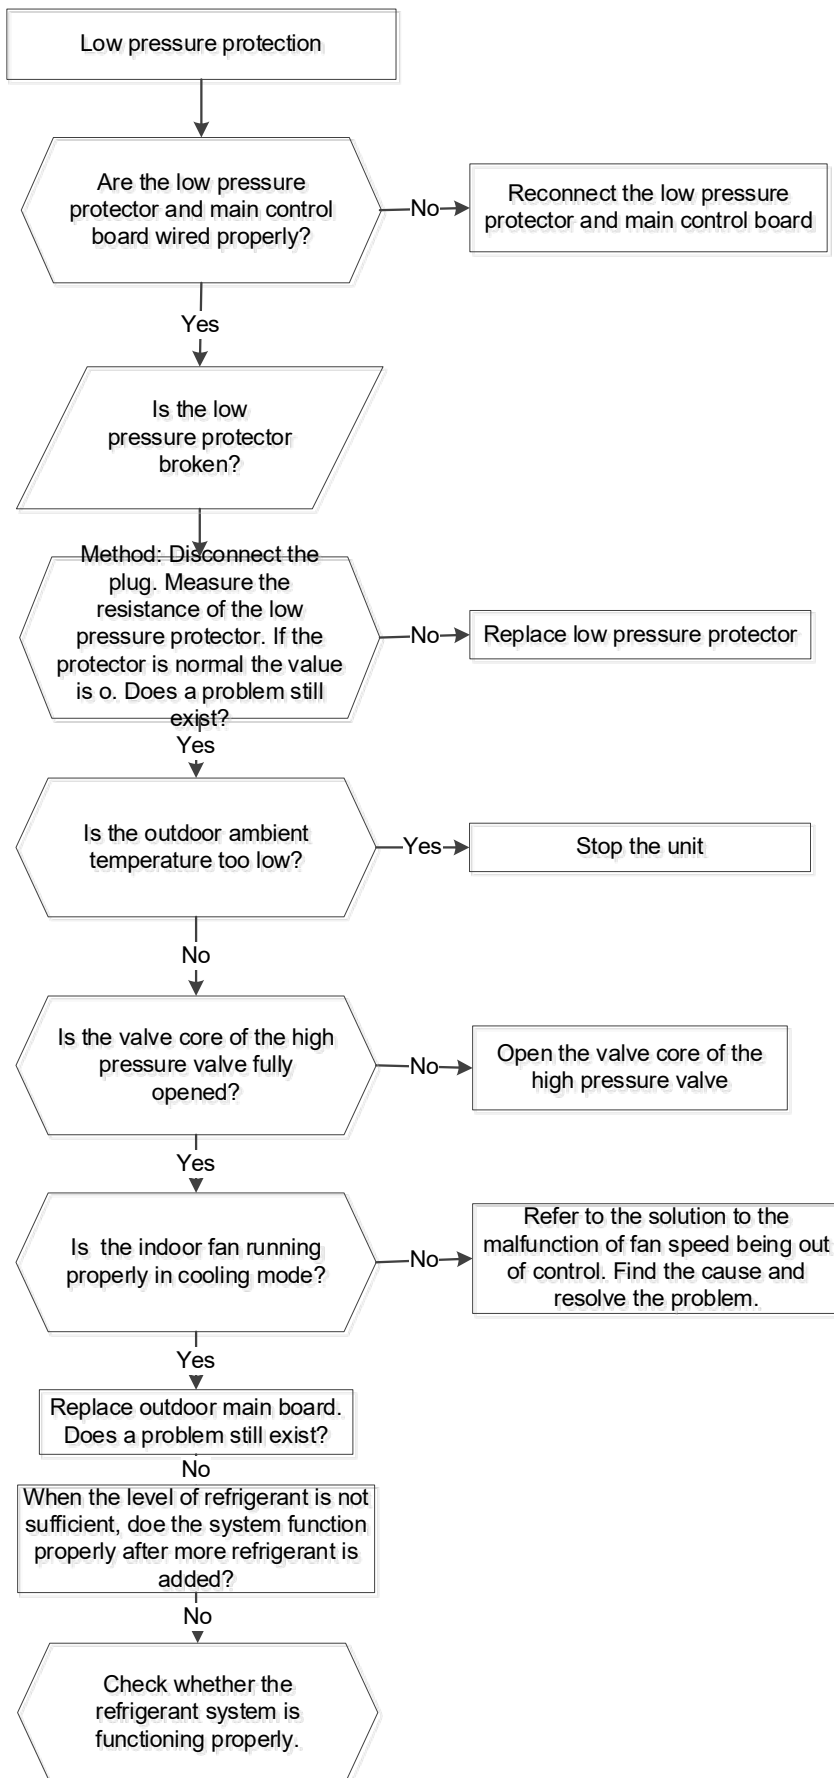 Low pressure protection
Are the low pressure
protector and main control
board wired properly?
No
Reconnect the low pressure
protector and main control board
Yes
Is the low
pressure protector
broken?
Method: Disconnect the
plug. Measure the
resistance of the low
pressure protector. If the
protector is normal the value
is o. Does a problem still
exist?
No
Replace low pressure protector
Yes
Is the outdoor ambient
temperature too low?
Yes
Stop the unit
No
Is the valve core of the high
pressure valve fully
opened?
No
Open the valve core of the
high pressure valve
Yes
Is the indoor fan running
properly in cooling mode?
No
Refer to the solution to the
malfunction of fan speed being out
of control. Find the cause and
resolve the problem.
Yes
Replace outdoor main board.
Does a problem still exist?
No
When the level of refrigerant is not
sufficient, doe the system function
properly after more refrigerant is
added?
No
Check whether the
refrigerant system is
functioning properly.